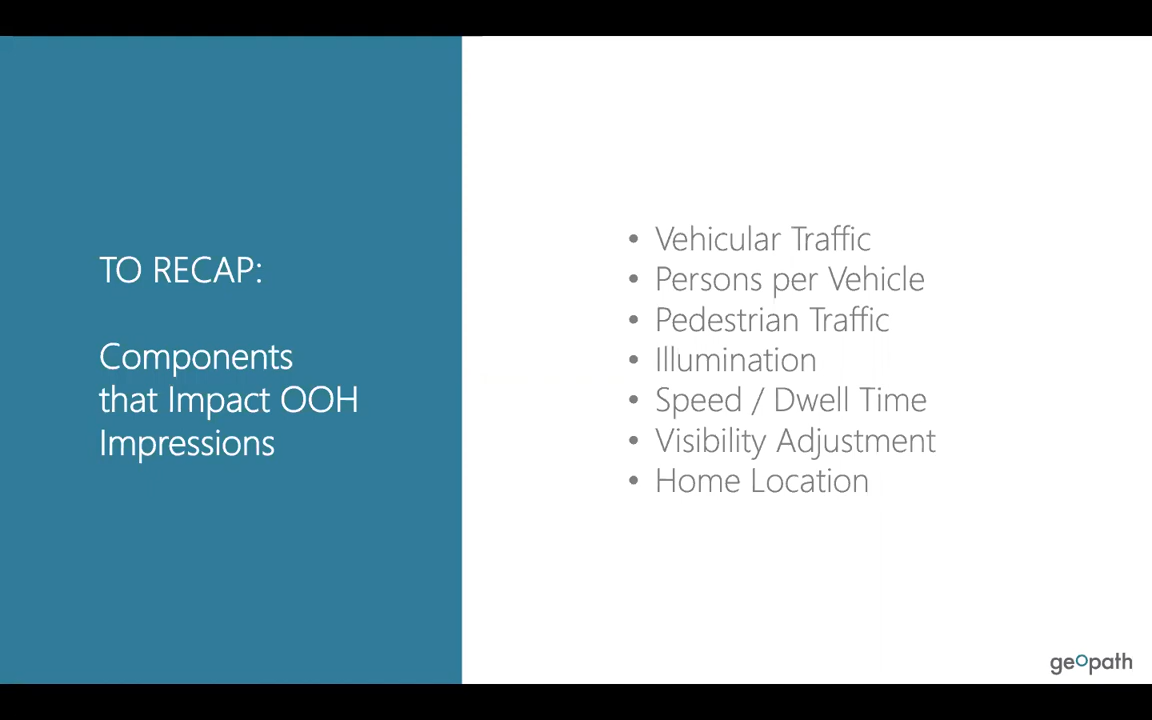 TO RECAP:
Components
that Impact OOH
Impressions
• Vehicular Traffic
• Persons per Vehicle
• Pedestrian Traffic
• Illumination
• Speed / Dwell Time
• Visibility Adjustment
• Home Location
geopath